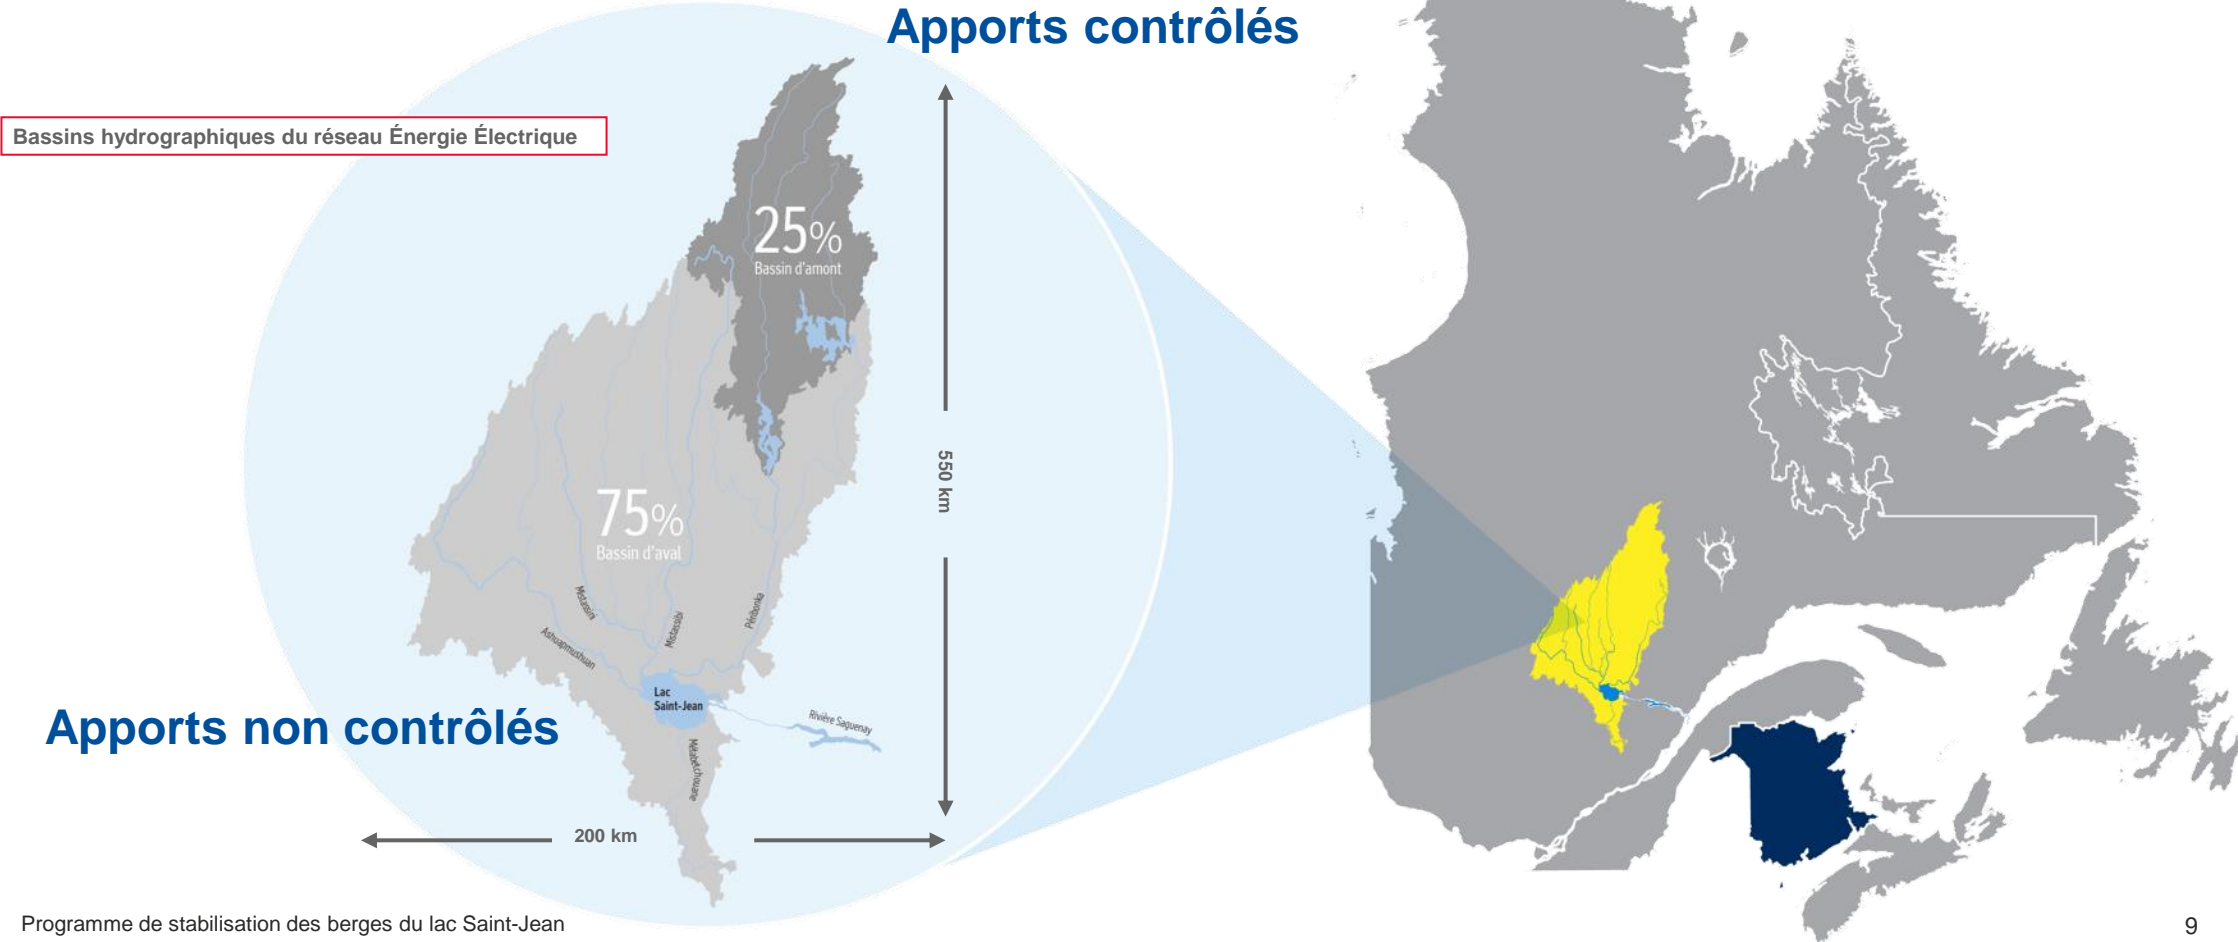 Apports contrôlés
Bassins hydrographiques du réseau Énergie Électrique
25%
Bassin d'amont
550 km
75%
Bassin d'aval
Mistassini
Mistassibi
Péribonka
Ashuapmushuan
Lac
Saint-Jean
Rivière Saguenay
Métabetchouane
Apports non contrôlés
200 km
Programme de stabilisation des berges du lac Saint-Jean
9